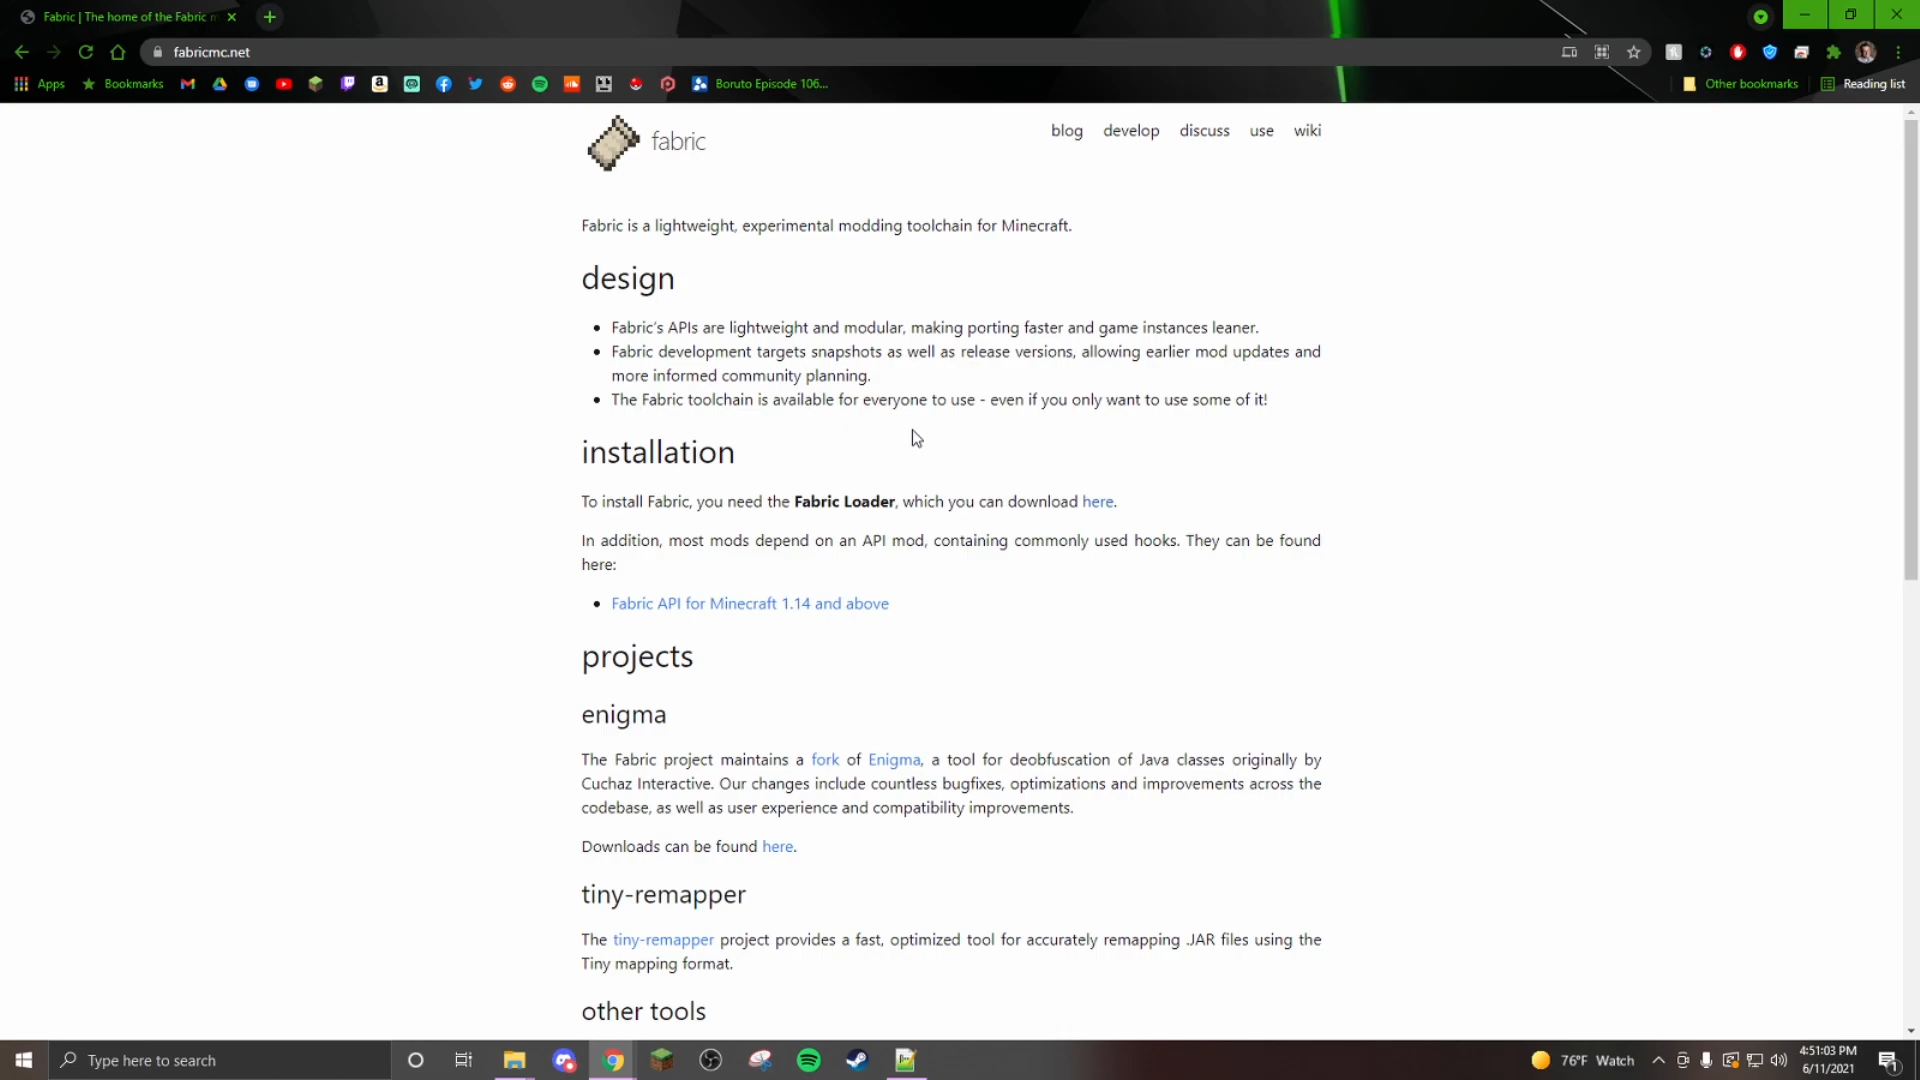 Fabric | The home of the Fabric m
fabricmc.net
Apps
Bookmarks
Boruto Episode 106...
Other bookmarks
Reading list
fabric
blog
develop
discuss
use
wiki
Fabric is a lightweight, experimental modding toolchain for Minecraft.
design
Fabric's APIs are lightweight and modular, making porting faster and game instances leaner.
Fabric development targets snapshots as well as release versions, allowing earlier mod updates and
more informed community planning.
The Fabric toolchain is available for everyone to use - even if you only want to use some of it!
installation
To install Fabric, you need the Fabric Loader, which you can download here.
In addition, most mods depend on an API mod, containing commonly used hooks. They can be found
here:
Fabric API for Minecraft 1.14 and above
projects
enigma
The Fabric project maintains a fork of Enigma, a tool for deobfuscation of Java classes originally by
Cuchaz Interactive. Our changes include countless bugfixes, optimizations and improvements across the
codebase, as well as user experience and compatibility improvements.
Downloads can be found here.
tiny-remapper
The tiny-remapper project provides a fast, optimized tool for accurately remapping .JAR files using the
Tiny mapping format.
other tools
Type here to search
76°F Watch
4:51:03 PM
6/11/2021
1